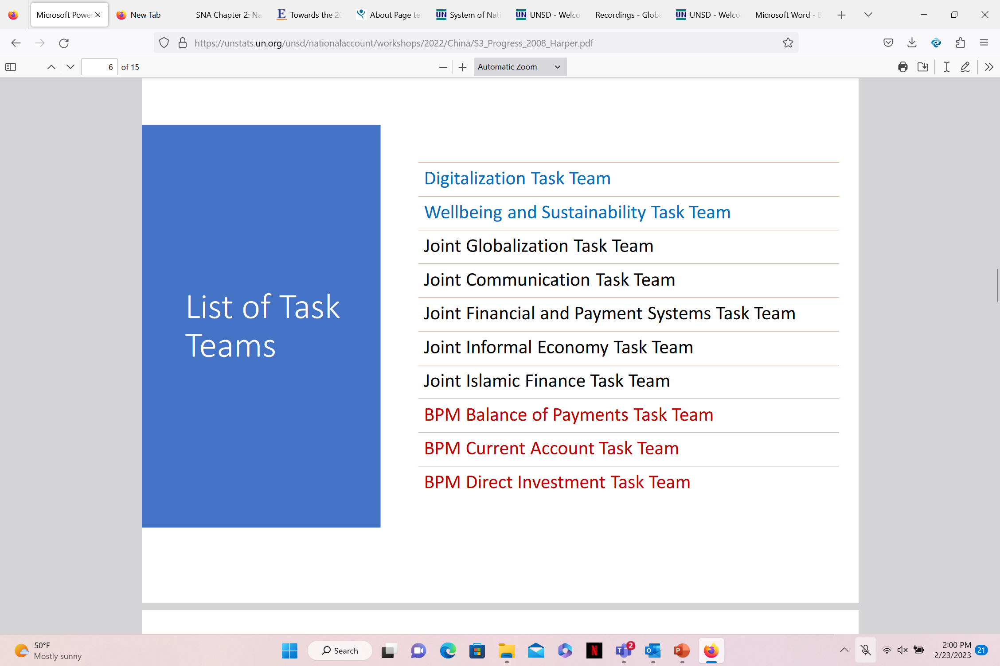 Microsoft Power
New Tab
SNA Chapter 2: Na
E Towards the 20
About Page te
UN System of Nati
UN UNSD - Welco
Recordings - Globa
UN UNSD - Welco
Microsoft Word -
https://unstats.un.org/unsd/nationalaccount/workshops/2022/China/S3_Progress_2008_Harper.pdf
6 of 15
Automatic Zoom
List of Task
Teams
Digitalization Task Team
Wellbeing and Sustainability Task Team
Joint Globalization Task Team
Joint Communication Task Team
Joint Financial and Payment Systems Task Team
Joint Informal Economy Task Team
Joint Islamic Finance Task Team
BPM Balance of Payments Task Team
BPM Current Account Task Team
BPM Direct Investment Task Team
50°F
Mostly sunny
Search
N
T 2
O
P
2:00 PM
2/23/2023
21